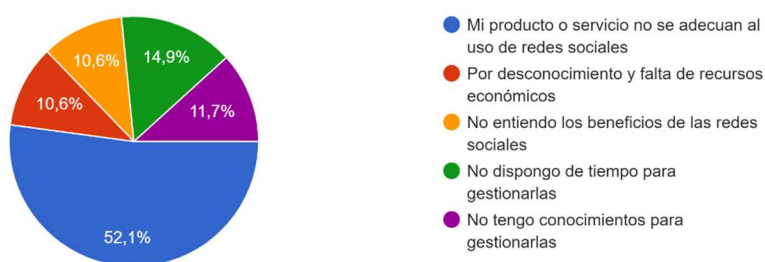 10,6%
14,9%
10,6%
11,7%
52,1%
Mi producto o servicio no se adecuan al
uso de redes sociales
Por desconocimiento y falta de recursos
económicos
No entiendo los beneficios de las redes
sociales
No dispongo de tiempo para
gestionarlas
No tengo conocimientos para
gestionarlas